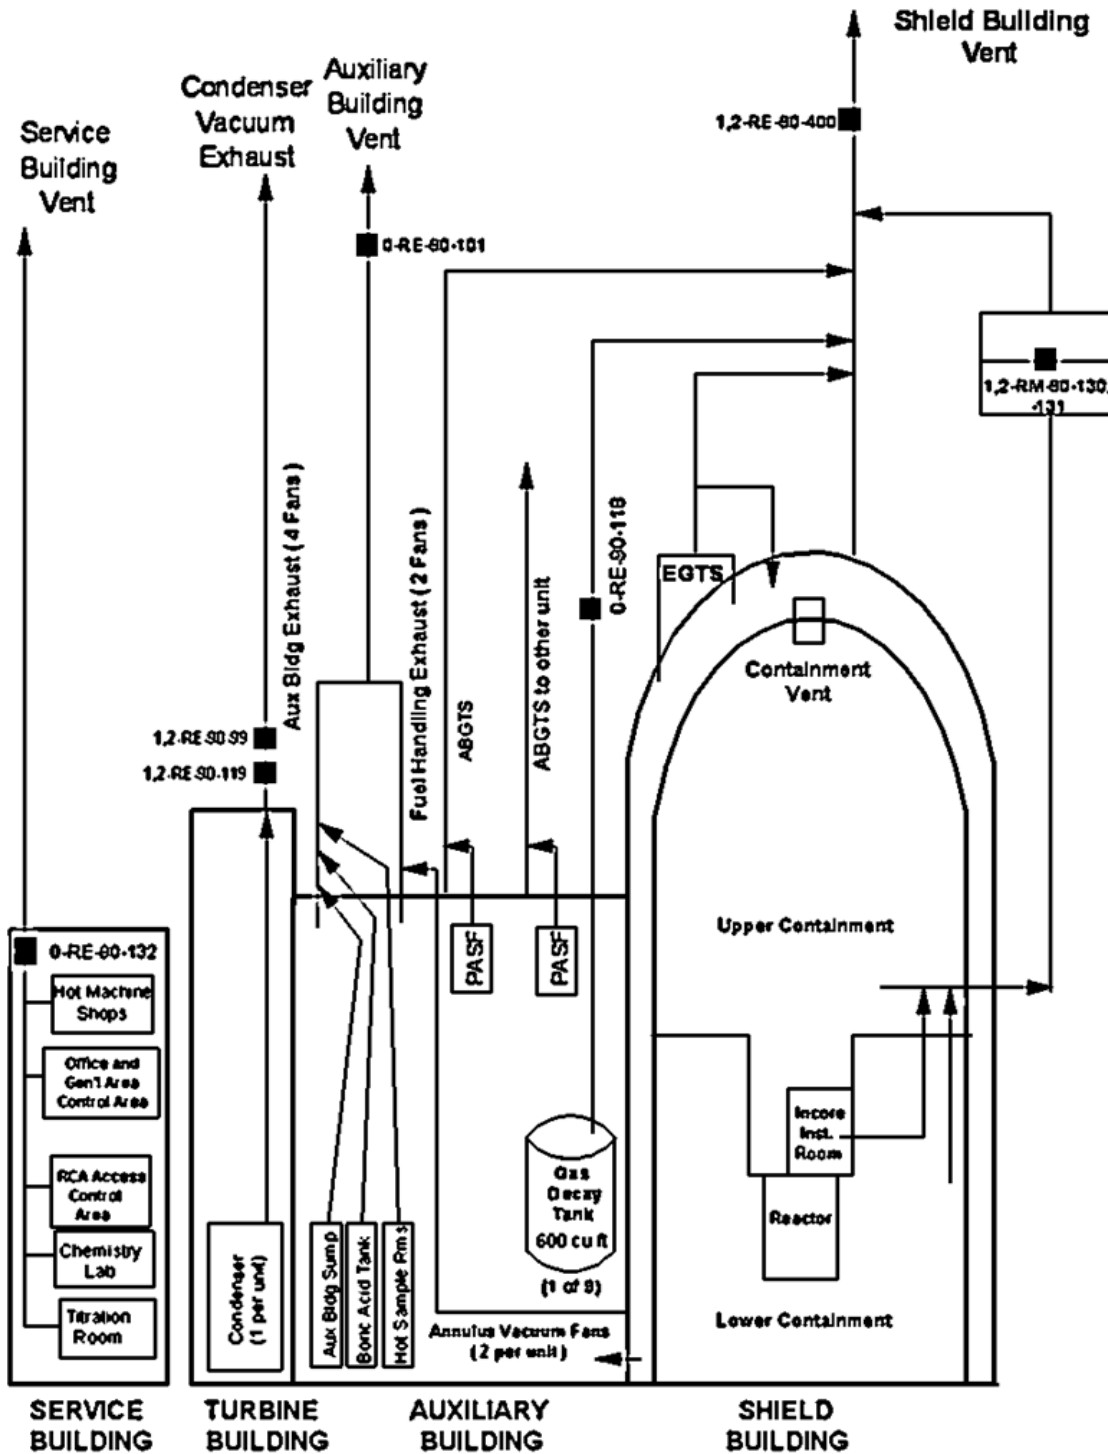 Shield Building
Vent
Auxiliary
Building
Vent
Condenser
Vacuum
Exhaust
Service
Building
Vent
1,2-RE-80-400
0-RE-80-101
1,2-RM-80-130,
-131
Aux Bldg Exhaust ( 4 Fans )
Fuel Handling Exhaust ( 2 Fans )
ABGTS
ABGTS to other unit
0-RE-90-118
EGTS
Containment
Vent
1,2-RE-90-99
1,2-RE-90-119
0-RE-80-132
Hot Machine
Shops
Office and
Gen'l Area
Control Area
RCA Access
Control
Area
Chemistry
Lab
Titration
Room
Condenser
(1 per unit)
Aux Bldg Sump
Boric Acid Tank
Hot Sample Rms
PASF
PASF
Gas
Decay
Tank
600 cu ft
(1 of 9)
Annulus Vacuum Fans
( 2 per unit )
Upper Containment
Incore
Inst.
Room
Reactor
Lower Containment
SERVICE
BUILDING
TURBINE
BUILDING
AUXILIARY
BUILDING
SHIELD
BUILDING